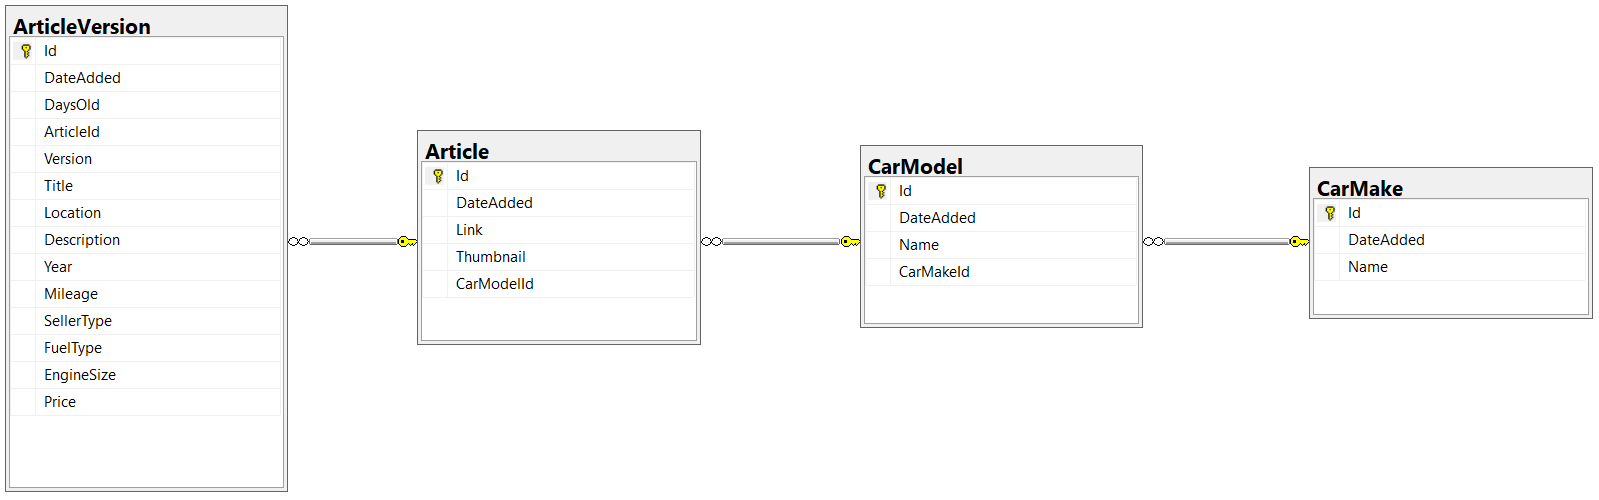 ArticleVersion
Id
DateAdded
DaysOld
ArticleId
Version
Title
Location
Description
Year
Mileage
SellerType
FuelType
EngineSize
Price
Article
Id
DateAdded
Link
Thumbnail
CarModelId
CarModel
Id
DateAdded
Name
CarMakeId
CarMake
Id
DateAdded
Name